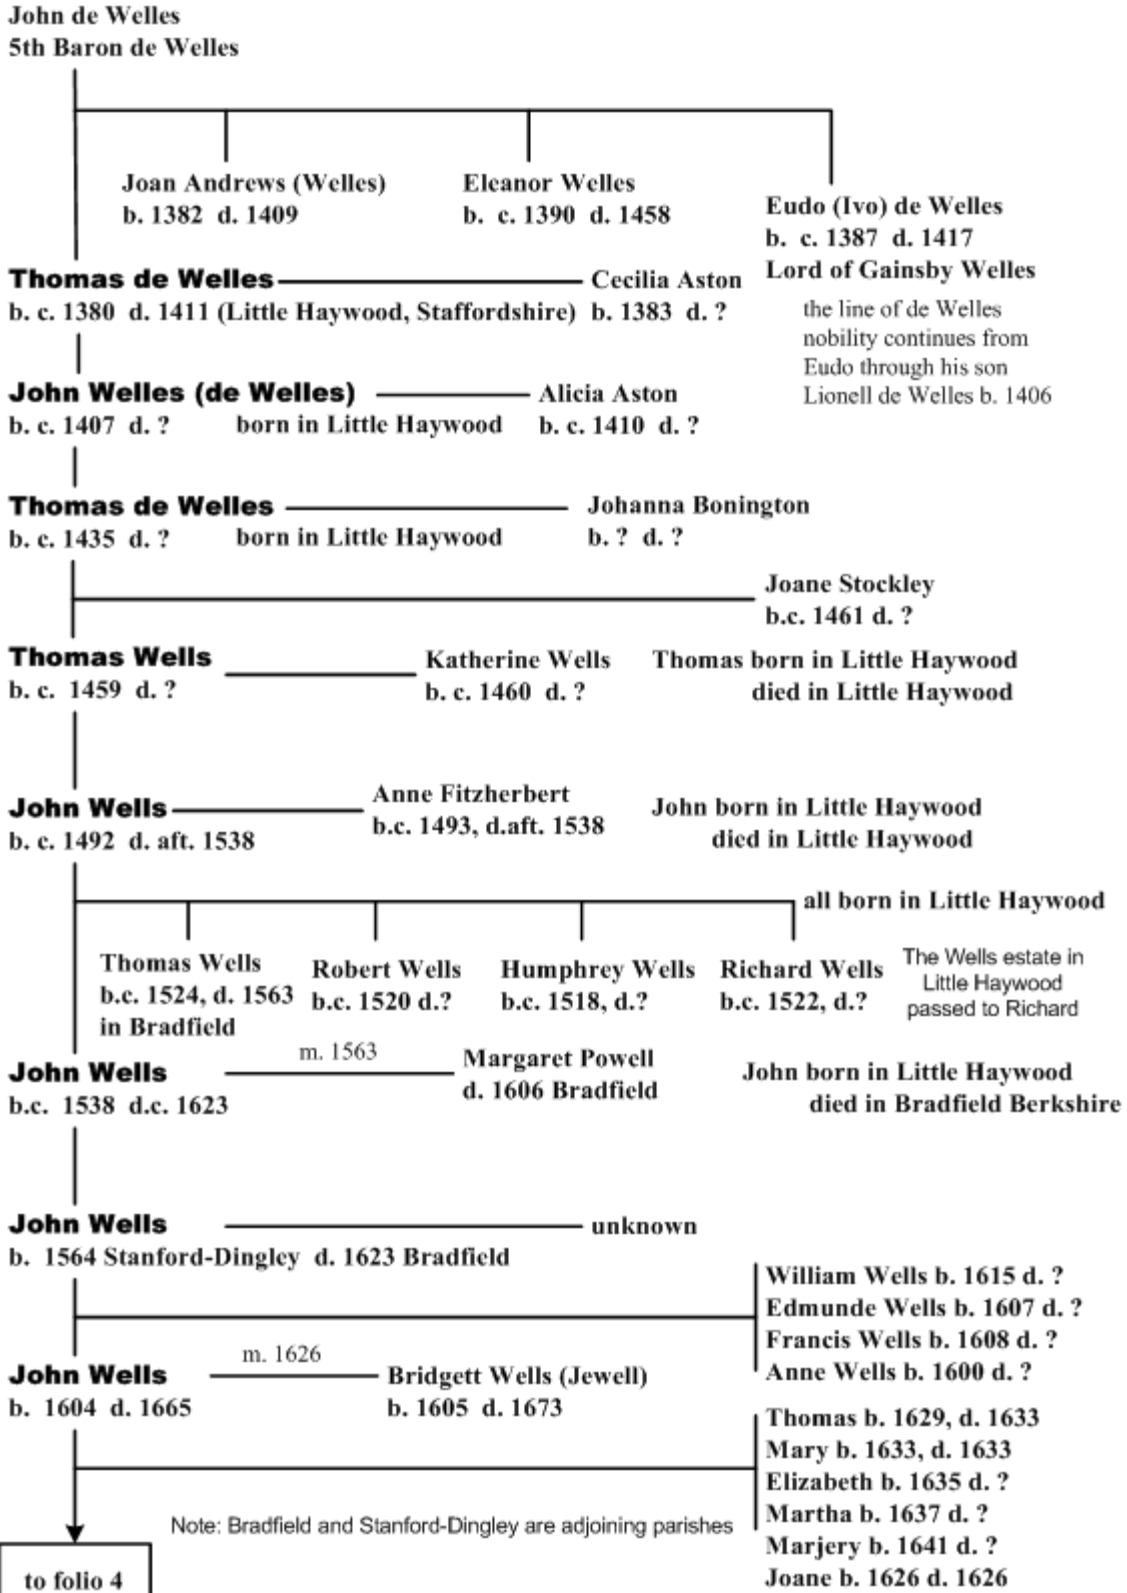 John de Welles
5th Baron de Welles
Joan Andrews (Welles)
b. 1382 d. 1409
Eleanor Welles
b. c. 1390 d. 1458
Eudo (Ivo) de Welles
b. c. 1387 d. 1417
Lord of Gainsby Welles
the line of de Welles
nobility continues from
Eudo through his son
Lionell de Welles b. 1406
Thomas de Welles
b. c. 1380 d. 1411 (Little Haywood, Staffordshire)
Cecilia Aston
b. 1383 d. ?
John Welles (de Welles)
b. c. 1407 d. ? born in Little Haywood
Alicia Aston
b. c. 1410 d. ?
Thomas de Welles
b. c. 1435 d. ? born in Little Haywood
Johanna Bonington
b. ? d. ?
Joane Stockley
b.c. 1461 d. ?
Thomas Wells
b. c. 1459 d. ?
Katherine Wells
b. c. 1460 d. ?
Thomas born in Little Haywood
died in Little Haywood
John Wells
b. c. 1492 d. aft. 1538
Anne Fitzherbert
b.c. 1493, d.aft. 1538
John born in Little Haywood
died in Little Haywood
all born in Little Haywood
Thomas Wells
b.c. 1524, d. 1563
in Bradfield
Robert Wells
b.c. 1520 d.?
Humphrey Wells
b.c. 1518, d.?
Richard Wells
b.c. 1522, d.?
The Wells estate in
Little Haywood
passed to Richard
John Wells
b.c. 1538 d.c. 1623
m. 1563
Margaret Powell
d. 1606 Bradfield
John born in Little Haywood
died in Bradfield Berkshire
John Wells
b. 1564 Stanford-Dingley d. 1623 Bradfield
unknown
William Wells b. 1615 d. ?
Edmunde Wells b. 1607 d. ?
Francis Wells b. 1608 d. ?
Anne Wells b. 1600 d. ?
John Wells
b. 1604 d. 1665
m. 1626
Bridgett Wells (Jewell)
b. 1605 d. 1673
Thomas b. 1629, d. 1633
Mary b. 1633, d. 1633
Elizabeth b. 1635 d. ?
Martha b. 1637 d. ?
Marjery b. 1641 d. ?
Joane b. 1626 d. 1626
Note: Bradfield and Stanford-Dingley are adjoining parishes
to folio 4